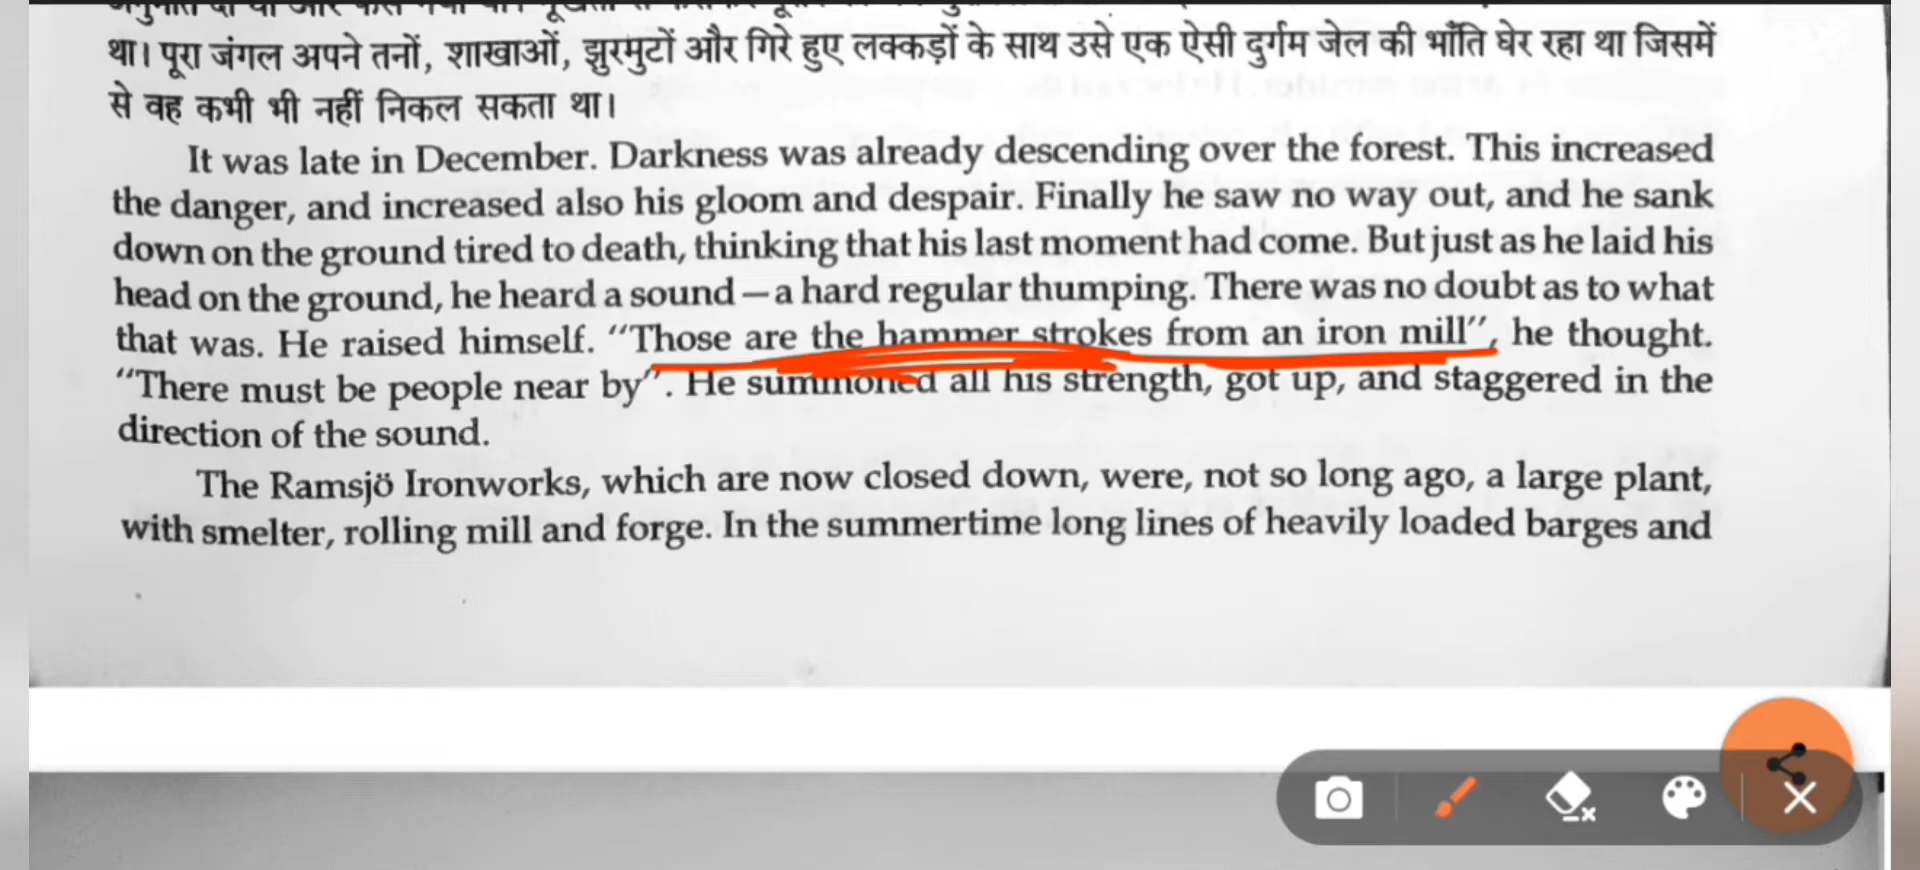 था। पूरा जंगल अपने तनों, शाखाओं, झुरमुटों और गिरे हुए लक्कड़ों के साथ उसे एक ऐसी दुर्गम जेल की भाँति घेर रहा था जिसमें
से वह कभी भी नहीं निकल सकता था।
It was late in December. Darkness was already descending over the forest. This increased
the danger, and increased also his gloom and despair. Finally he saw no way out, and he sank
down on the ground tired to death, thinking that his last moment had come. But just as he laid his
head on the ground, he heard a sound—a hard regular thumping. There was no doubt as to what
that was. He raised himself. “Those are the hammer strokes from an iron mill”, he thought.
“There must be people near by”. He summoned all his strength, got up, and staggered in the
direction of the sound.
The Ramsjö Ironworks, which are now closed down, were, not so long ago, a large plant,
with smelter, rolling mill and forge. In the summertime long lines of heavily loaded barges and